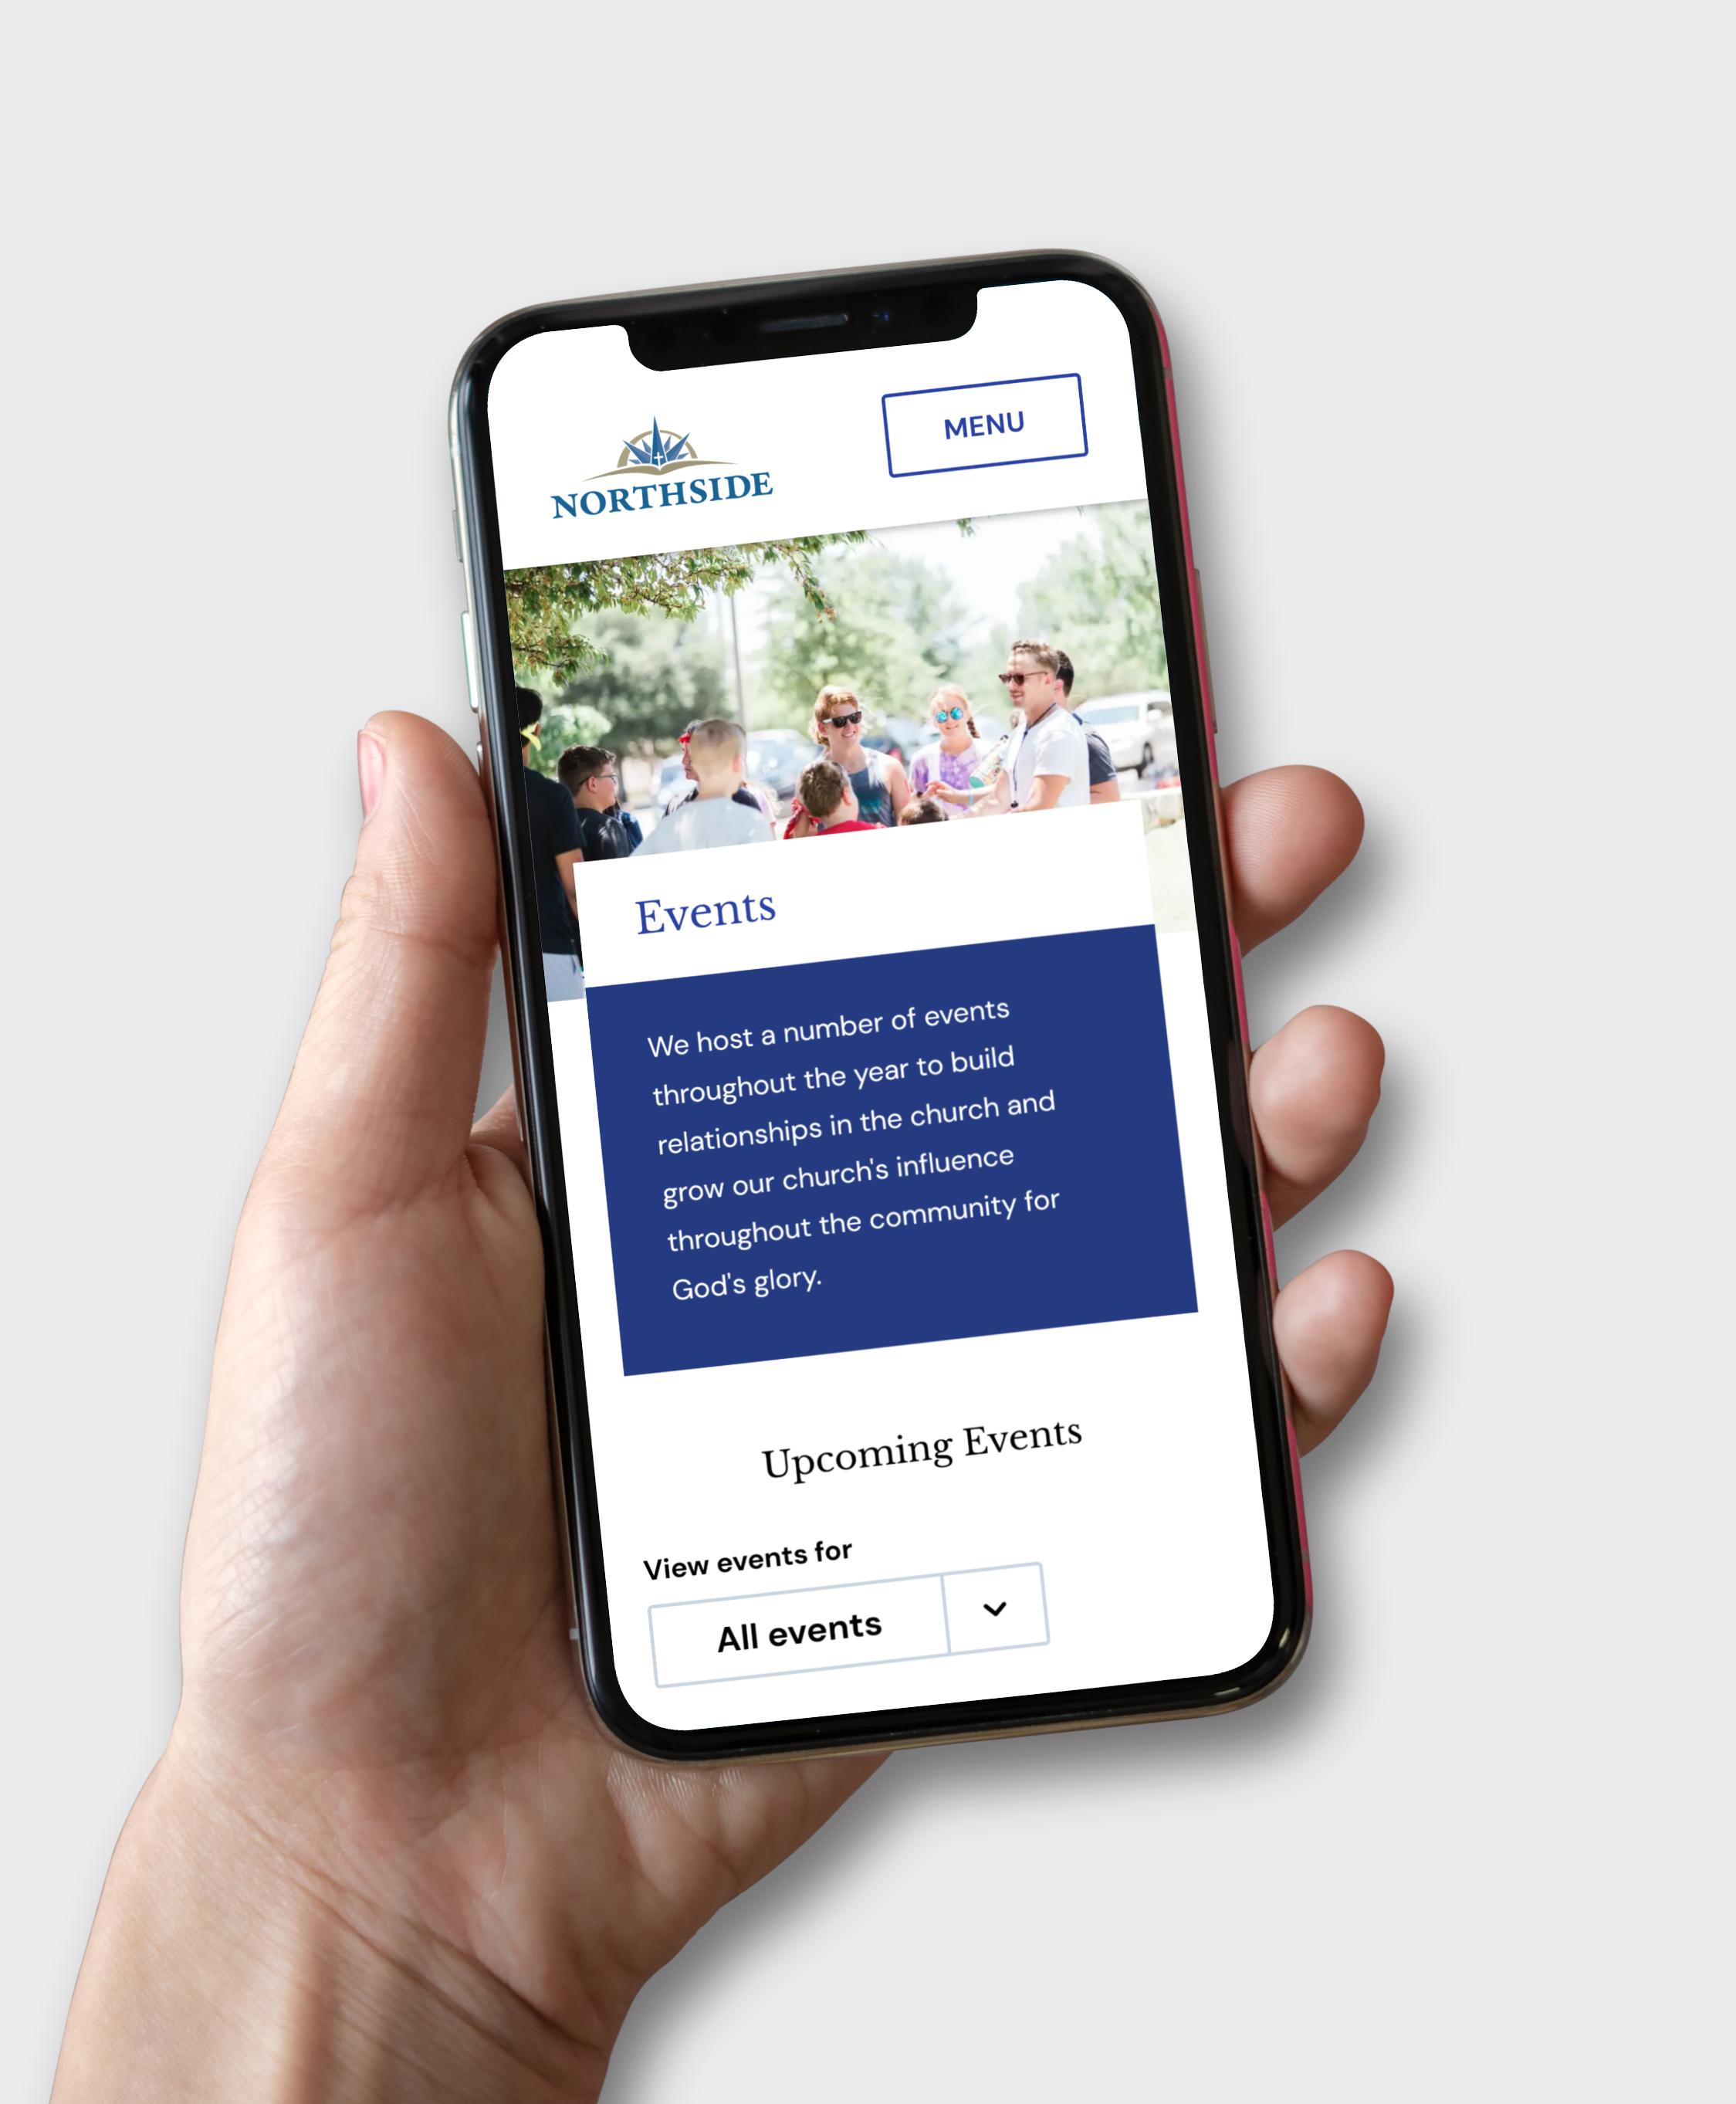 NORTHSIDE
MENU
Events
We host a number of events
throughout the year to build
relationships in the church and
grow our church's influence
throughout the community for
God's glory.
Upcoming Events
View events for
All events